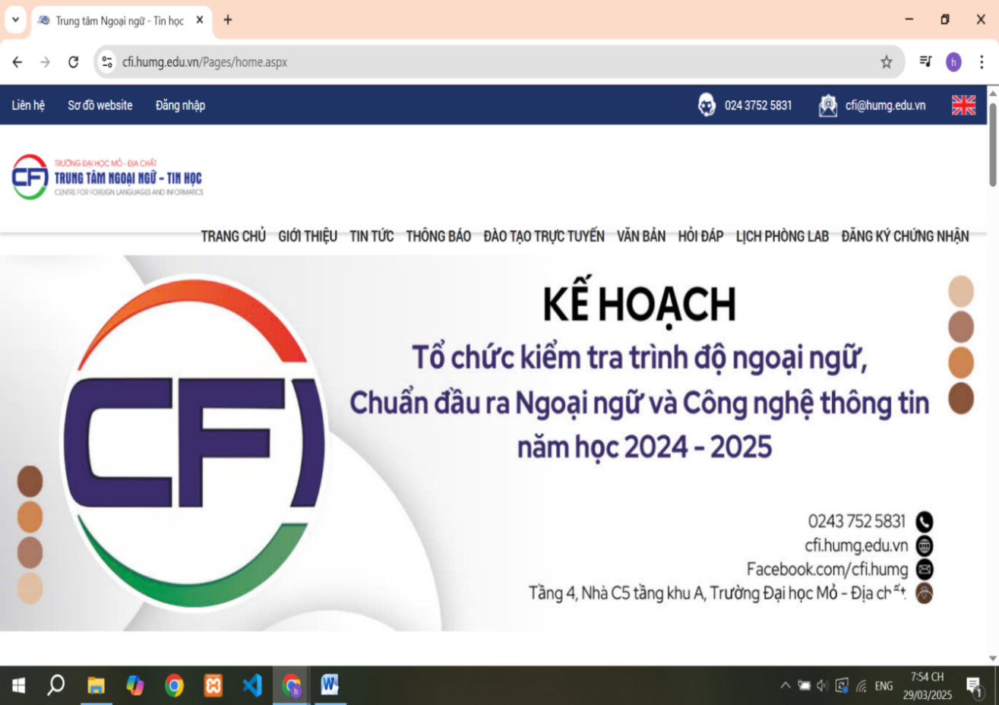 Trung tâm Ngoại ngữ - Tin học
cfi.humg.edu.vn/Pages/home.aspx
h
Liên hệ Sơ đồ website Đăng nhập 024 3752 5831 cfi@humg.edu.vn
TRƯỜNG ĐẠI HỌC MỎ - ĐỊA CHẤT
CFI TRUNG TÂM NGOẠI NGỮ - TIN HỌC
CENTRE FOR FOREIGN LANGUAGES AND INFORMATICS
TRANG CHỦ GIỚI THIỆU TIN TỨC THÔNG BÁO ĐÀO TẠO TRỰC TUYẾN VĂN BẢN HỎI ĐÁP LỊCH PHÒNG LAB ĐĂNG KÝ CHỨNG NHẬN
KẾ HOẠCH
Tổ chức kiểm tra trình độ ngoại ngữ,
Chuẩn đầu ra Ngoại ngữ và Công nghệ thông tin
năm học 2024 - 2025
CFI
0243 752 5831
cfi.humg.edu.vn
Facebook.com/cfi.humg
Tầng 4, Nhà C5 tầng khu A, Trường Đại học Mỏ - Địa chất
ENG
7:54 CH
29/03/2025
1